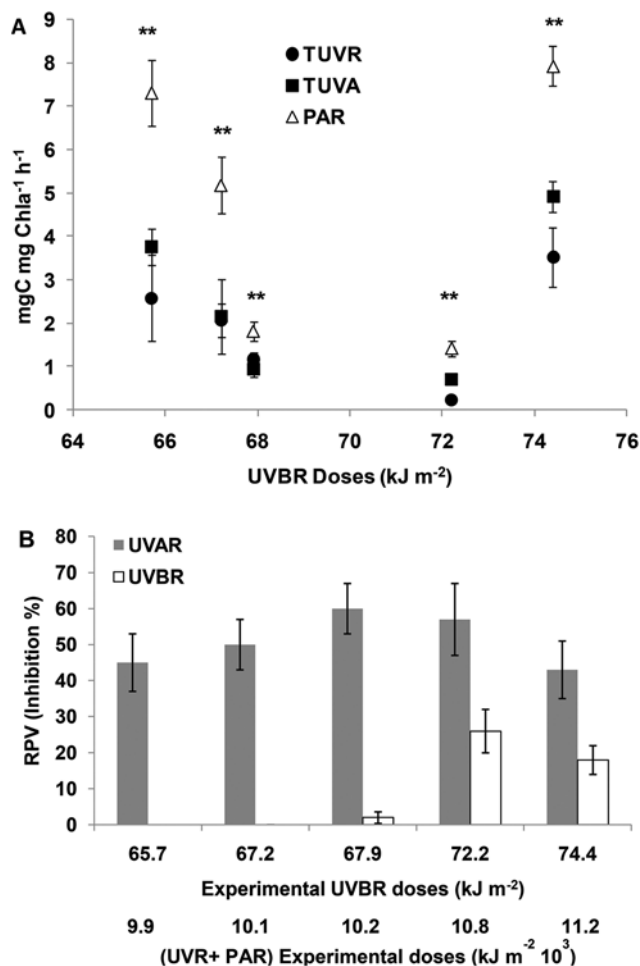 A
9
8
7
6
5
4
3
2
1
0
mgC mg Chla⁻¹ h⁻¹
**
**
**
**
**
TUVR
TUVA
PAR
64 66 68 70 72 74 76
UVBR Doses (kJ m⁻²)
B
80
70
60
50
40
30
20
10
0
RPV (Inhibition %)
UVAR
UVBR
65.7 67.2 67.9 72.2 74.4
Experimental UVBR doses (kJ m⁻²)
9.9 10.1 10.2 10.8 11.2
(UVR+ PAR) Experimental doses (kJ m⁻² 10³)